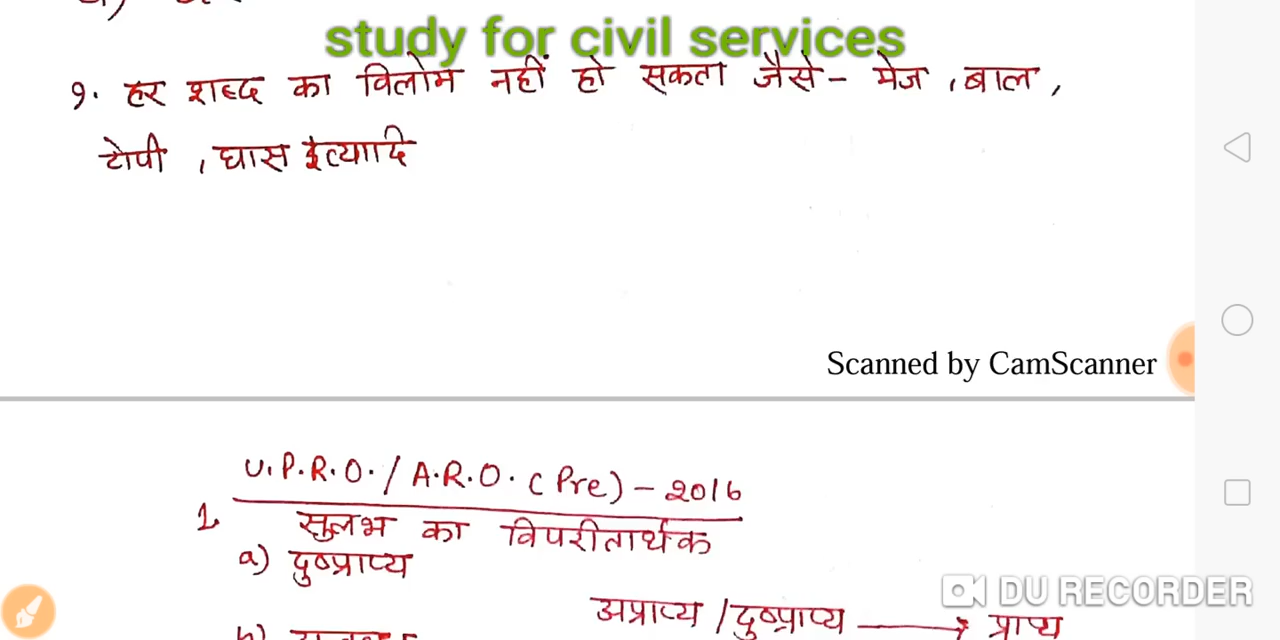 study for civil services
9. हर शब्द का विलोम नहीं हो सकता जैसे - मेज, बाल,
टोपी, घास इत्यादि
Scanned by CamScanner
U.P.R.O./A.R.O. (Pre) - 2016
1. सुलभ का विपरीतार्थक
a) दुष्प्राप्य
अप्राप्य/दुष्प्राप्य → प्राप्य
b)
DU RECORDER